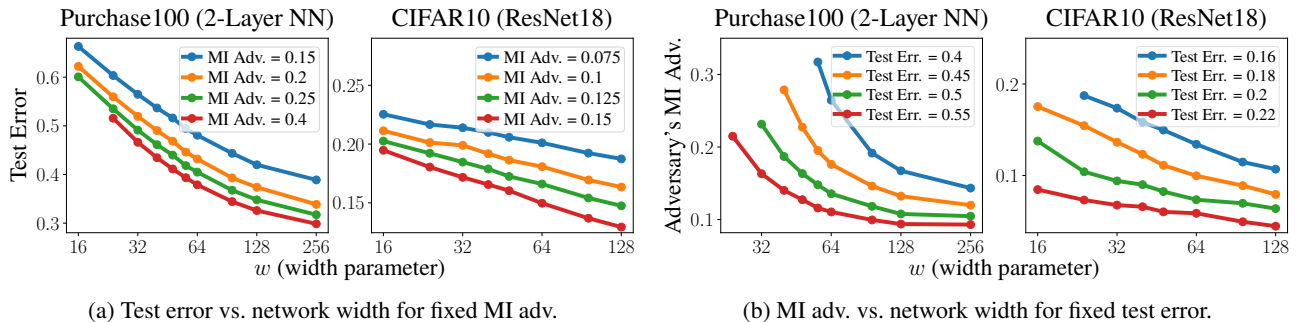 Purchase100 (2-Layer NN)
CIFAR10 (ResNet18)
Purchase100 (2-Layer NN)
CIFAR10 (ResNet18)
Test Error
0.6
0.5
0.4
0.3
MI Adv. = 0.15
MI Adv. = 0.2
MI Adv. = 0.25
MI Adv. = 0.4
16 32 64 128 256
0.25
0.20
0.15
MI Adv. = 0.075
MI Adv. = 0.1
MI Adv. = 0.125
MI Adv. = 0.15
16 32 64 128
w (width parameter)
Adversary's MI Adv.
0.3
0.2
0.1
Test Err. = 0.4
Test Err. = 0.45
Test Err. = 0.5
Test Err. = 0.55
32 64 128 256
0.2
0.1
Test Err. = 0.16
Test Err. = 0.18
Test Err. = 0.2
Test Err. = 0.22
16 32 64 128
w (width parameter)
(a) Test error vs. network width for fixed MI adv.
(b) MI adv. vs. network width for fixed test error.